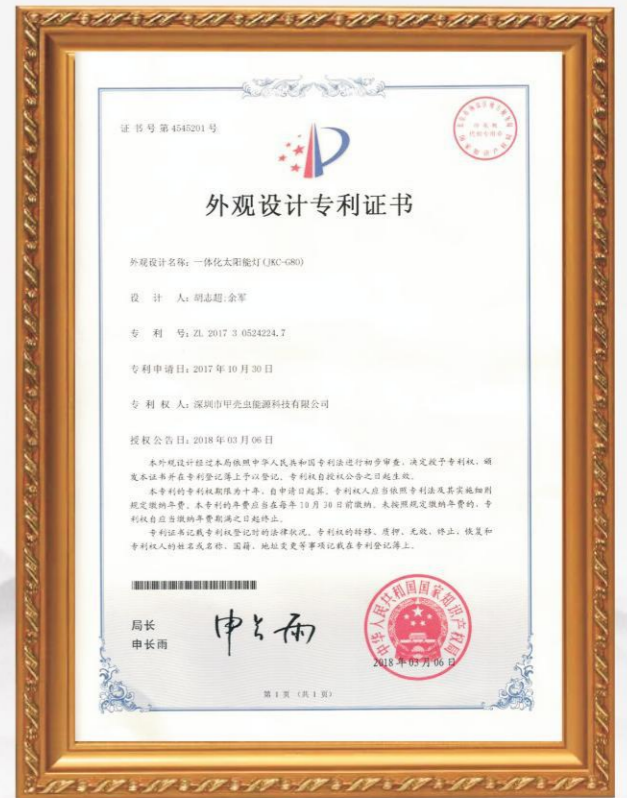 证书号第4545201号
外观设计专利证书
外观设计名称：一体化太阳能灯(JKC-G80)
设 计 人：胡志超;余军
专 利 号：ZL 2017 3 0524224.7
专利申请日：2017年10月30日
专 利 权 人：深圳市甲壳虫能源科技有限公司
授权公告日：2018年03月06日
本外观设计经过本局依照中华人民共和国专利法进行初步审查，决定授予专利权，颁
发本证书并在专利登记簿上予以登记。专利权自授权公告之日起生效。
本专利的专利权期限为十年，自申请日起算。专利权人应当依照专利法及其实施细则
规定缴纳年费。本专利的年费应当在每年10月30日前缴纳。未按照规定缴纳年费的，专
利权自应当缴纳年费期满之日起终止。
专利证书记载专利权登记时的法律状况。专利权的转移、质押、无效、终止、恢复和
专利权人的姓名或名称、国籍、地址变更等事项记载在专利登记簿上。
局长
申长雨
申长雨
中华人民共和国国家知识产权局
2018年03月06日
第1页（共1页）